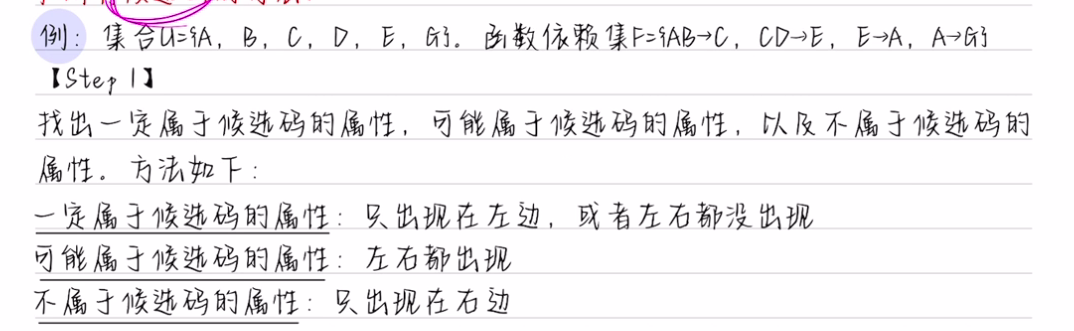 例：集合U={A，B，C，D，E，G}。函数依赖集F={AB→C，CD→E，E→A，A→G}
【Step 1】
找出一定属于候选码的属性，可能属于候选码的属性，以及不属于候选码的
属性。方法如下：
一定属于候选码的属性：只出现在左边，或者左右都没出现
可能属于候选码的属性：左右都出现
不属于候选码的属性：只出现在右边